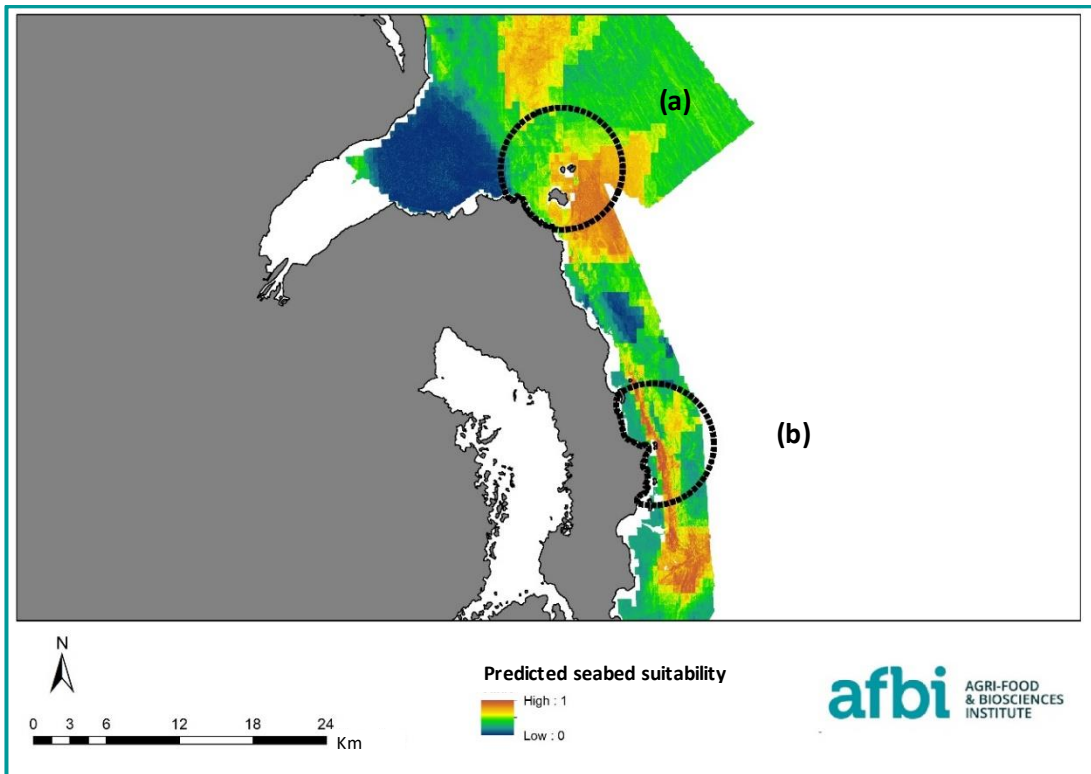 (a)
(b)
N
0 3 6 12 18 24
Km
Predicted seabed suitability
High : 1
Low : 0
afbi
AGRI-FOOD
& BIOSCIENCES
INSTITUTE